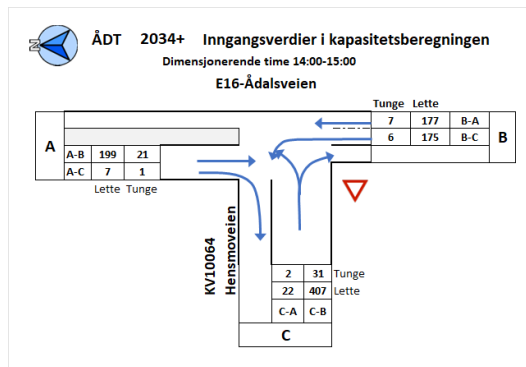 N
ÅDT 2034+ Inngangsverdier i kapasitetsberegningen
Dimensjonerende time 14:00-15:00
E16-Ådalsveien
Tunge Lette
7 177 B-A
6 175 B-C
B
A
A-B 199 21
A-C 7 1
Lette Tunge
KV10064
Hensmoveien
2 31 Tunge
22 407 Lette
C-A C-B
C